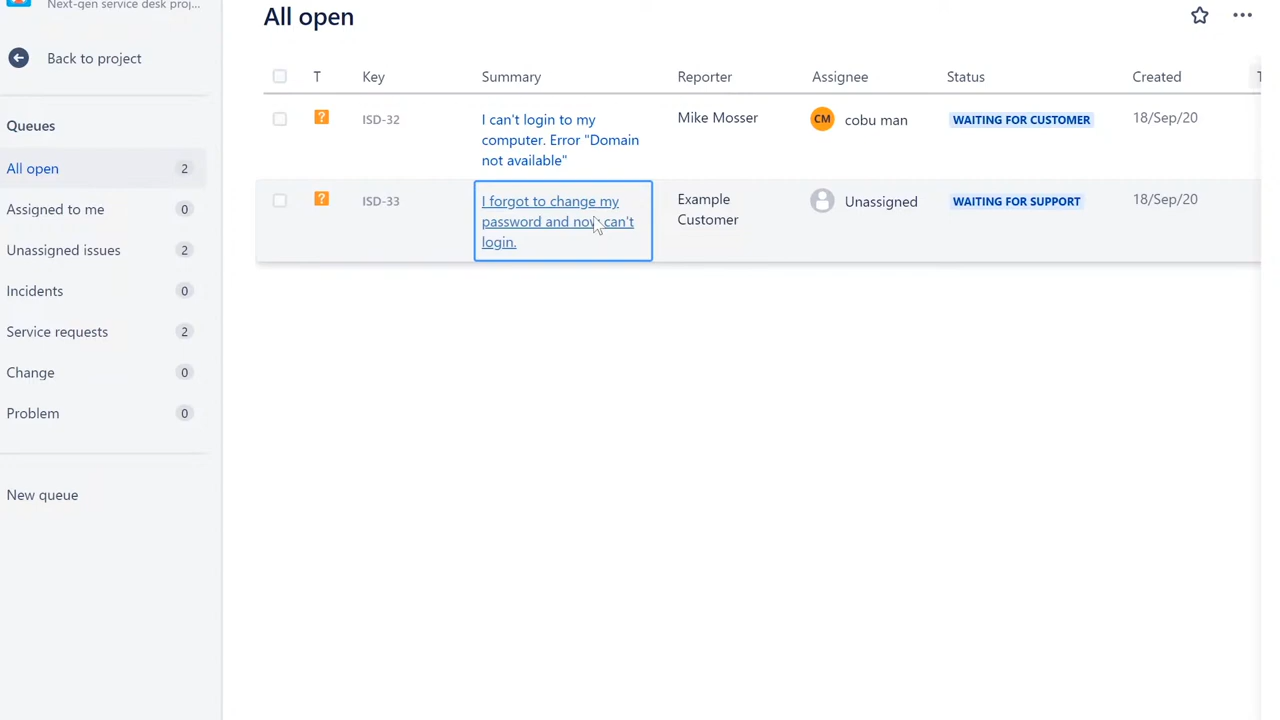 Next-gen service desk proj...
Back to project
Queues
All open 2
Assigned to me 0
Unassigned issues 2
Incidents 0
Service requests 2
Change 0
Problem 0
New queue
All open
T Key Summary Reporter Assignee Status Created
? ISD-32 I can't login to my Mike Mosser CM cobu man WAITING FOR CUSTOMER 18/Sep/20
computer. Error "Domain
not available"
? ISD-33 I forgot to change my Example Unassigned WAITING FOR SUPPORT 18/Sep/20
password and now can't Customer
login.